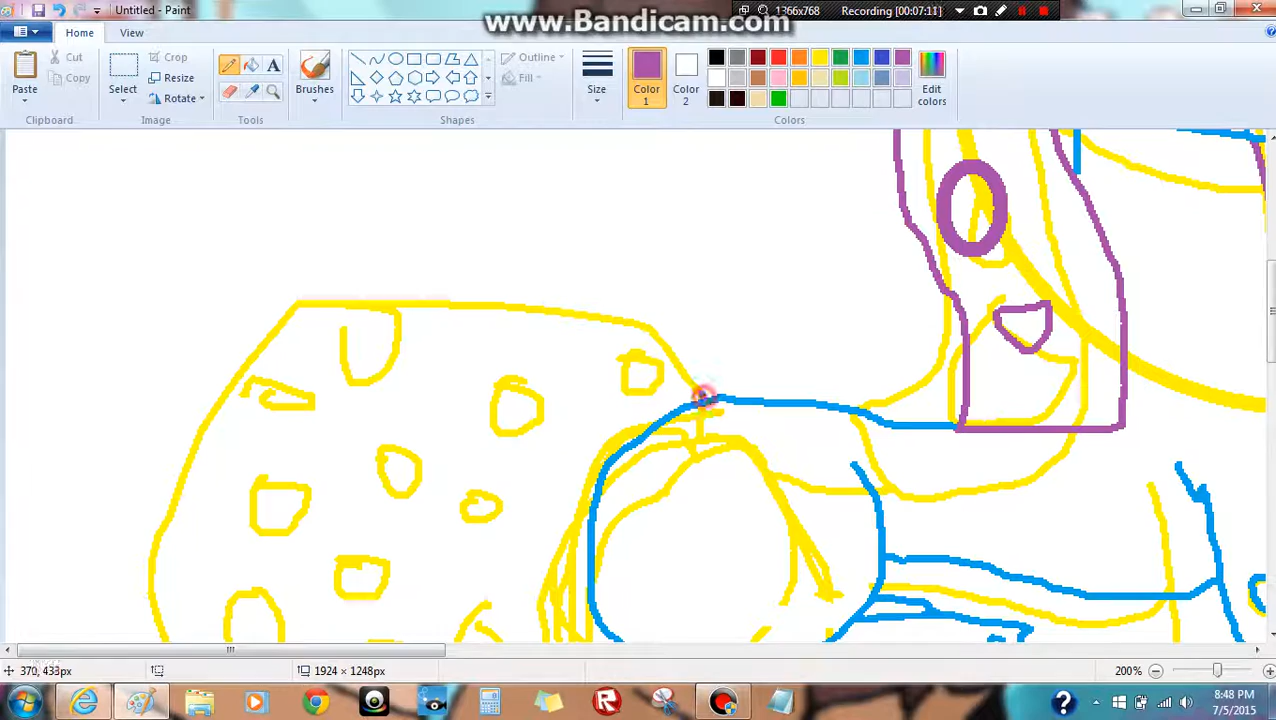 www.Bandicam.com
Untitled - Paint
1366x768
Recording [00:07:11]
Home
View
Paste
Cut
Copy
Clipboard
Select
Crop
Resize
Rotate
Image
A
Tools
Brushes
Outline
Fill
Shapes
Size
Color 1
Color 2
Colors
Edit colors
370, 433px
1924 × 1248px
200%
8:48 PM
7/5/2015